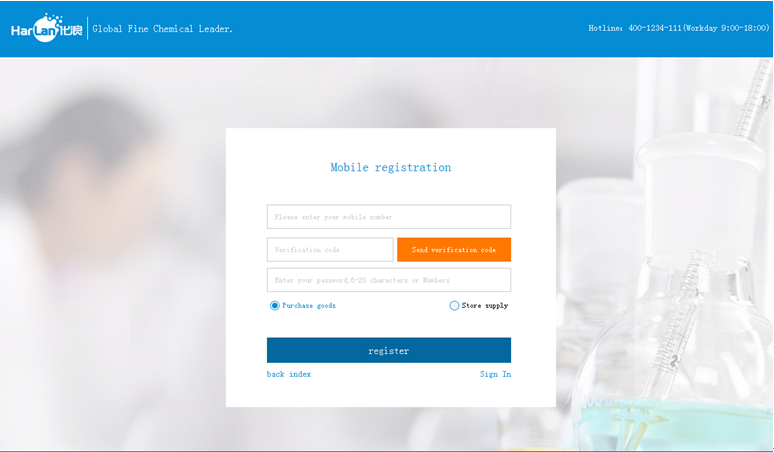 HarLan化浪 Global Fine Chemical Leader.
Hotline: 400-1234-111(Workday 9:00-18:00)
Mobile registration
Please enter your mobile number
Verification code
Send verification code
Enter your password,6-20 characters or Numbers
Purchase goods
Store supply
register
back index
Sign In